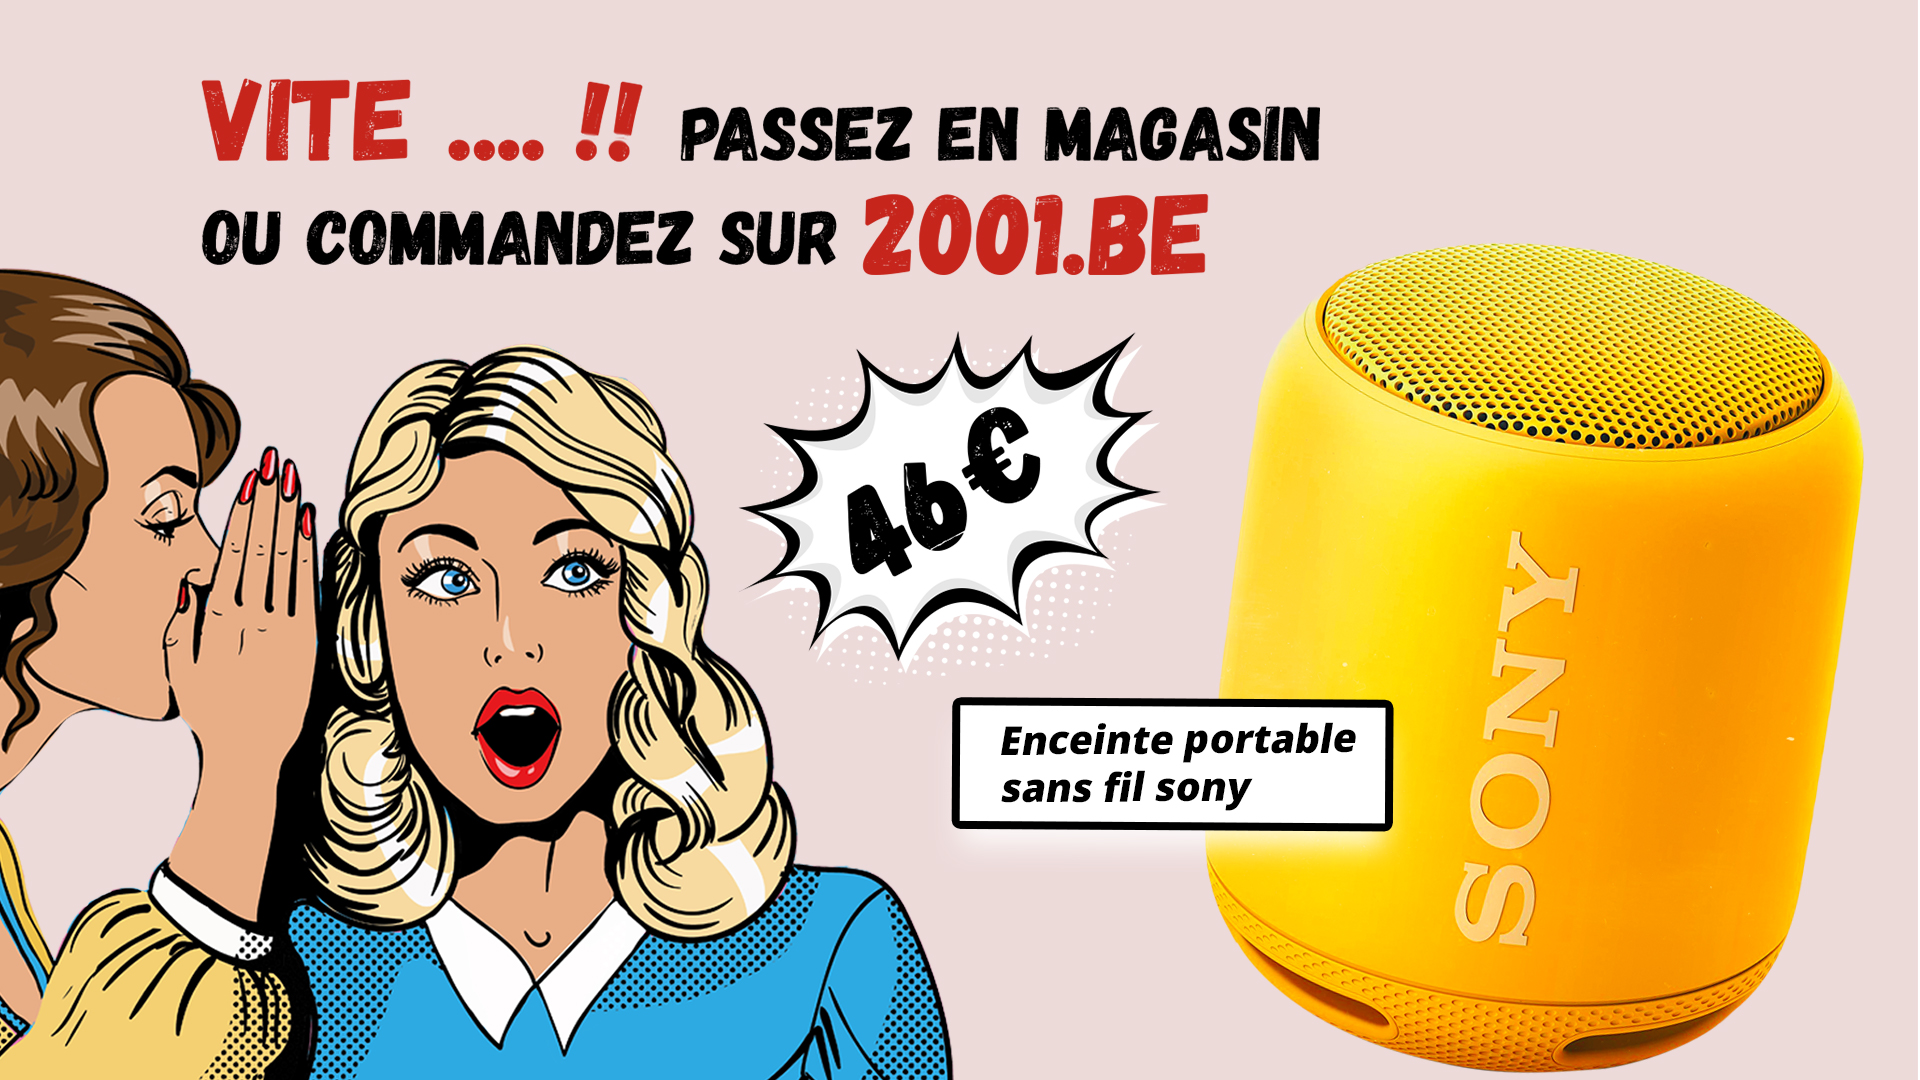 VITE .... !! PASSEZ EN MAGASIN
OU COMMANDEZ SUR 2001.BE
46€
Enceinte portable
sans fil sony
SONY